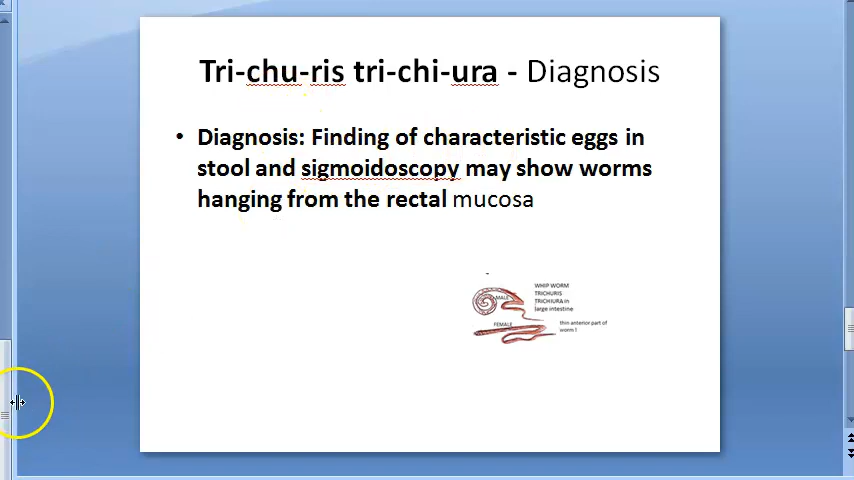 Tri-chu-ris tri-chi-ura - Diagnosis
• Diagnosis: Finding of characteristic eggs in
stool and sigmoidoscopy may show worms
hanging from the rectal mucosa
WHIP WORM
TRICHURIS
TRICHIURA in
large intestine
MALE
FEMALE
thin anterior part of
worm !